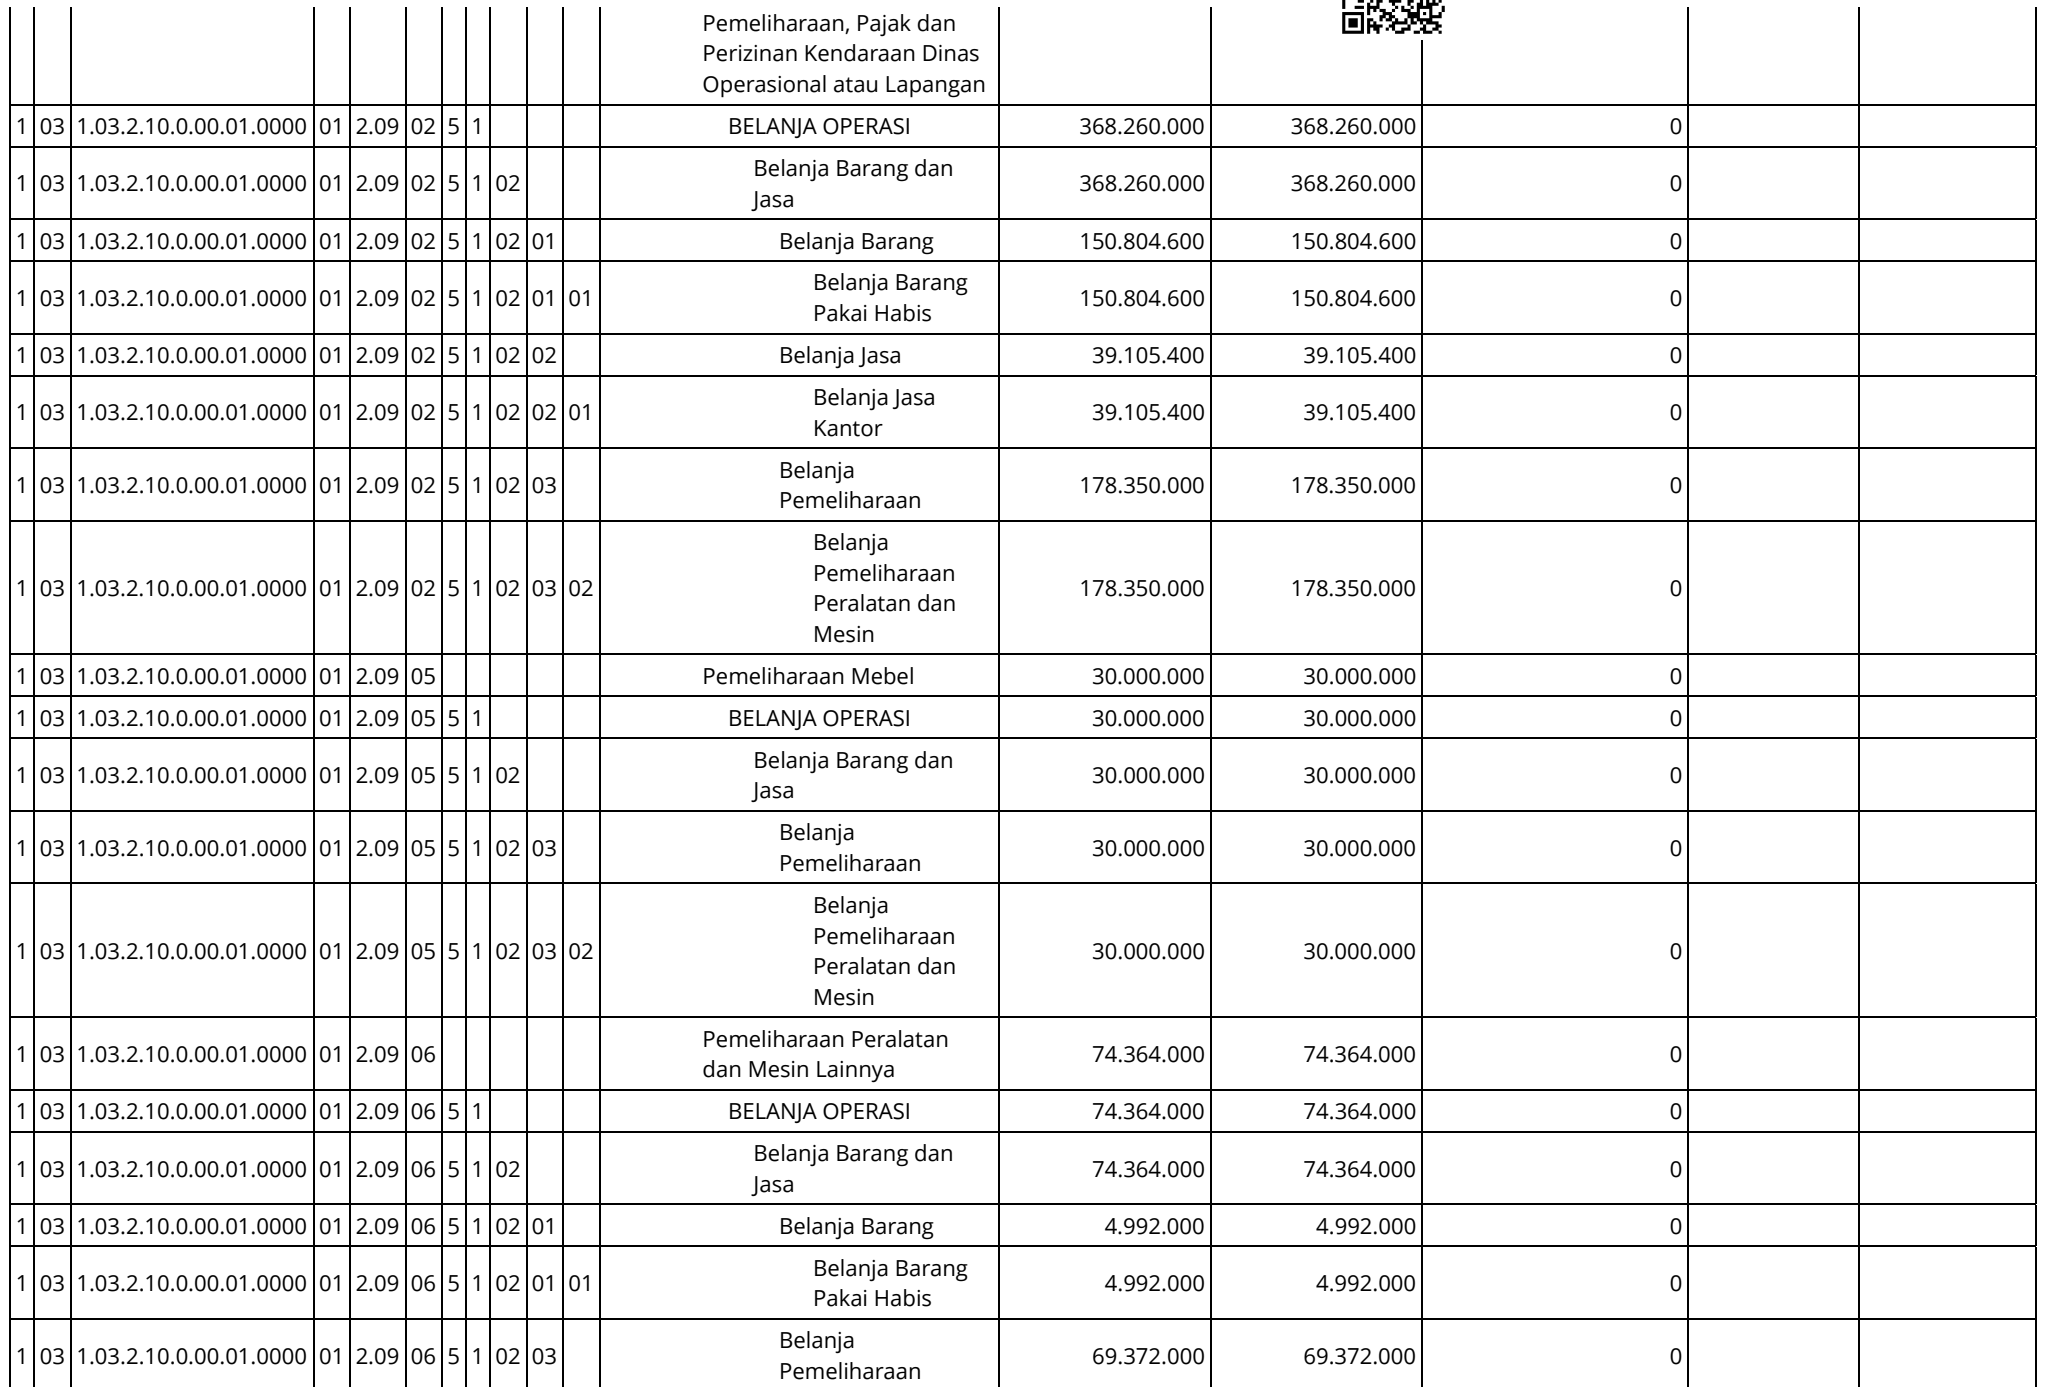 Pemeliharaan, Pajak dan
Perizinan Kendaraan Dinas
Operasional atau Lapangan
1 03 1.03.2.10.0.00.01.0000 01 2.09 02 5 1 BELANJA OPERASI 368.260.000 368.260.000 0
1 03 1.03.2.10.0.00.01.0000 01 2.09 02 5 1 02 Belanja Barang dan
Jasa 368.260.000 368.260.000 0
1 03 1.03.2.10.0.00.01.0000 01 2.09 02 5 1 02 01 Belanja Barang 150.804.600 150.804.600 0
1 03 1.03.2.10.0.00.01.0000 01 2.09 02 5 1 02 01 01 Belanja Barang
Pakai Habis 150.804.600 150.804.600 0
1 03 1.03.2.10.0.00.01.0000 01 2.09 02 5 1 02 02 Belanja Jasa 39.105.400 39.105.400 0
1 03 1.03.2.10.0.00.01.0000 01 2.09 02 5 1 02 02 01 Belanja Jasa
Kantor 39.105.400 39.105.400 0
1 03 1.03.2.10.0.00.01.0000 01 2.09 02 5 1 02 03 Belanja
Pemeliharaan 178.350.000 178.350.000 0
1 03 1.03.2.10.0.00.01.0000 01 2.09 02 5 1 02 03 02 Belanja
Pemeliharaan
Peralatan dan
Mesin 178.350.000 178.350.000 0
1 03 1.03.2.10.0.00.01.0000 01 2.09 05 Pemeliharaan Mebel 30.000.000 30.000.000 0
1 03 1.03.2.10.0.00.01.0000 01 2.09 05 5 1 BELANJA OPERASI 30.000.000 30.000.000 0
1 03 1.03.2.10.0.00.01.0000 01 2.09 05 5 1 02 Belanja Barang dan
Jasa 30.000.000 30.000.000 0
1 03 1.03.2.10.0.00.01.0000 01 2.09 05 5 1 02 03 Belanja
Pemeliharaan 30.000.000 30.000.000 0
1 03 1.03.2.10.0.00.01.0000 01 2.09 05 5 1 02 03 02 Belanja
Pemeliharaan
Peralatan dan
Mesin 30.000.000 30.000.000 0
1 03 1.03.2.10.0.00.01.0000 01 2.09 06 Pemeliharaan Peralatan
dan Mesin Lainnya 74.364.000 74.364.000 0
1 03 1.03.2.10.0.00.01.0000 01 2.09 06 5 1 BELANJA OPERASI 74.364.000 74.364.000 0
1 03 1.03.2.10.0.00.01.0000 01 2.09 06 5 1 02 Belanja Barang dan
Jasa 74.364.000 74.364.000 0
1 03 1.03.2.10.0.00.01.0000 01 2.09 06 5 1 02 01 Belanja Barang 4.992.000 4.992.000 0
1 03 1.03.2.10.0.00.01.0000 01 2.09 06 5 1 02 01 01 Belanja Barang
Pakai Habis 4.992.000 4.992.000 0
1 03 1.03.2.10.0.00.01.0000 01 2.09 06 5 1 02 03 Belanja
Pemeliharaan 69.372.000 69.372.000 0